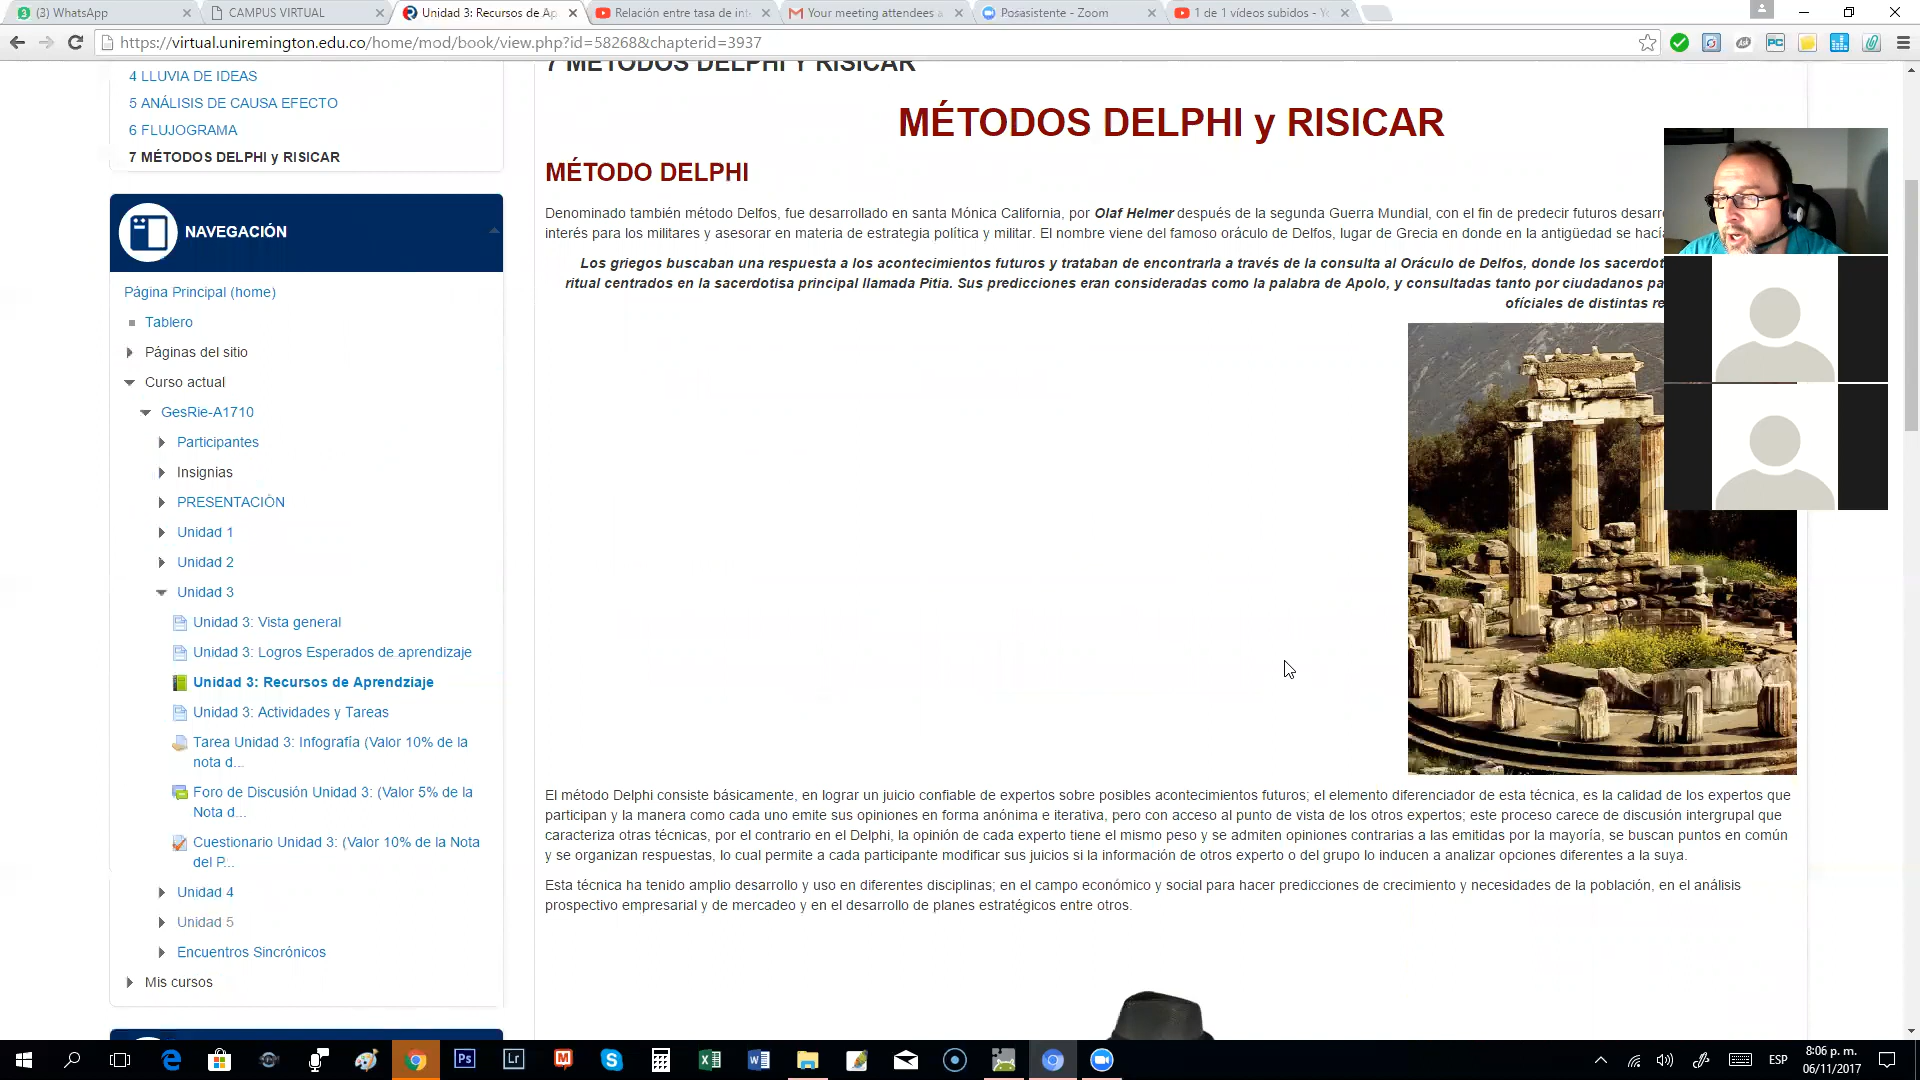 (3) WhatsApp
CAMPUS VIRTUAL
Unidad 3: Recursos de Ap
Relación entre tasa de int
Your meeting attendees a
Posasistente - Zoom
1 de 1 vídeos subidos - Yo
https://virtual.uniremington.edu.co/home/mod/book/view.php?id=58268&chapterid=3937
4 LLUVIA DE IDEAS
5 ANÁLISIS DE CAUSA EFECTO
6 FLUJOGRAMA
7 MÉTODOS DELPHI y RISICAR
NAVEGACIÓN
Página Principal (home)
Tablero
Páginas del sitio
Curso actual
GesRie-A1710
Participantes
Insignias
PRESENTACIÒN
Unidad 1
Unidad 2
Unidad 3
Unidad 3: Vista general
Unidad 3: Logros Esperados de aprendizaje
Unidad 3: Recursos de Aprendziaje
Unidad 3: Actividades y Tareas
Tarea Unidad 3: Infografía (Valor 10% de la
nota d...
Foro de Discusión Unidad 3: (Valor 5% de la
Nota d...
Cuestionario Unidad 3: (Valor 10% de la Nota
del P...
Unidad 4
Unidad 5
Encuentros Sincrónicos
Mis cursos
7 MÉTODOS DELPHI Y RISICAR
MÉTODOS DELPHI y RISICAR
MÉTODO DELPHI
Denominado también método Delfos, fue desarrollado en santa Mónica California, por Olaf Helmer después de la segunda Guerra Mundial, con el fin de predecir futuros desarr
interés para los militares y asesorar en materia de estrategia política y militar. El nombre viene del famoso oráculo de Delfos, lugar de Grecia en donde en la antigüedad se hací
Los griegos buscaban una respuesta a los acontecimientos futuros y trataban de encontrarla a través de la consulta al Oráculo de Delfos, donde los sacerdot
ritual centrados en la sacerdotisa principal llamada Pitia. Sus predicciones eran consideradas como la palabra de Apolo, y consultadas tanto por ciudadanos pa
ofíciales de distintas re
El método Delphi consiste básicamente, en lograr un juicio confiable de expertos sobre posibles acontecimientos futuros; el elemento diferenciador de esta técnica, es la calidad de los expertos que
participan y la manera como cada uno emite sus opiniones en forma anónima e iterativa, pero con acceso al punto de vista de los otros expertos; este proceso carece de discusión intergrupal que
caracteriza otras técnicas, por el contrario en el Delphi, la opinión de cada experto tiene el mismo peso y se admiten opiniones contrarias a las emitidas por la mayoría, se buscan puntos en común
y se organizan respuestas, lo cual permite a cada participante modificar sus juicios si la información de otros experto o del grupo lo inducen a analizar opciones diferentes a la suya.
Esta técnica ha tenido amplio desarrollo y uso en diferentes disciplinas; en el campo económico y social para hacer predicciones de crecimiento y necesidades de la población, en el análisis
prospectivo empresarial y de mercadeo y en el desarrollo de planes estratégicos entre otros.
ESP
8:06 p. m.
06/11/2017